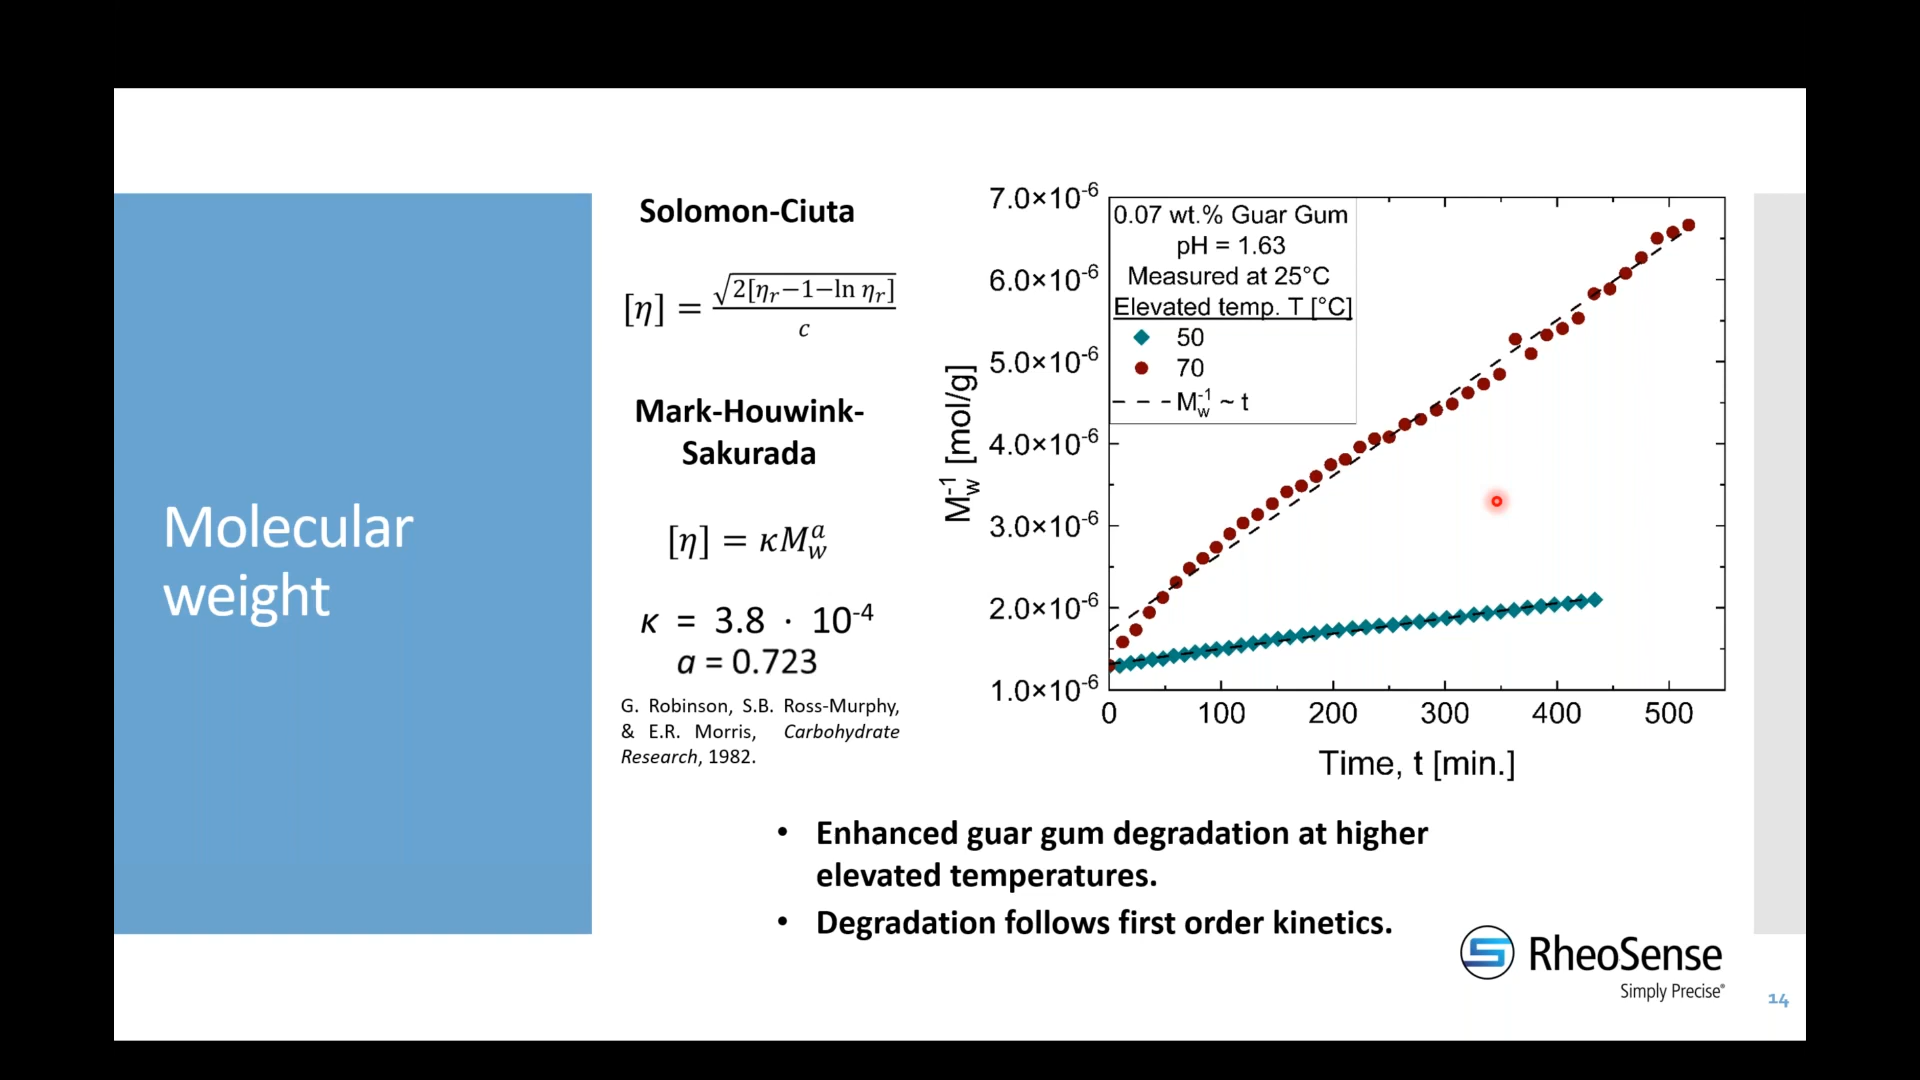 Molecular
weight
Solomon-Ciuta
[η] = √2[ηr−1−ln ηr] / c
Mark-Houwink-
Sakurada
[η] = κM_w^a
κ = 3.8 · 10⁻⁴
a = 0.723
G. Robinson, S.B. Ross-Murphy,
& E.R. Morris, Carbohydrate
Research, 1982.
M_w^-1 [mol/g]
7.0×10⁻⁶
6.0×10⁻⁶
5.0×10⁻⁶
4.0×10⁻⁶
3.0×10⁻⁶
2.0×10⁻⁶
1.0×10⁻⁶
0.07 wt.% Guar Gum
pH = 1.63
Measured at 25°C
Elevated temp. T [°C]
50
70
M_w^-1 ~ t
0 100 200 300 400 500
Time, t [min.]
• Enhanced guar gum degradation at higher
elevated temperatures.
• Degradation follows first order kinetics.
RheoSense
Simply Precise®
14